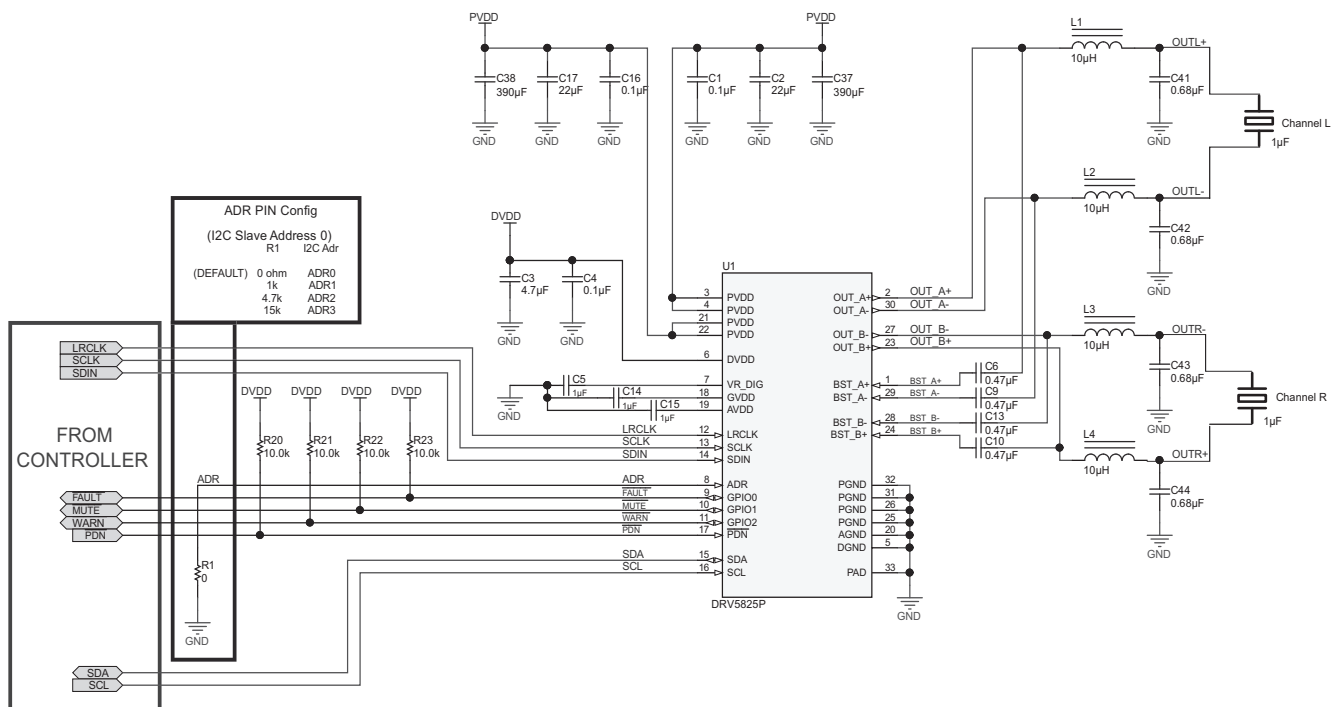 PVDD
PVDD
L1
OUTL+
10µH
C38
390µF
C17
22µF
C16
0.1µF
C1
0.1µF
C2
22µF
C37
390µF
C41
0.68µF
GND
GND
GND
GND
GND
GND
GND
Channel L
1µF
L2
OUTL-
10µH
C42
0.68µF
GND
ADR PIN Config
(I2C Slave Address 0)
R1 I2C Adr
(DEFAULT) 0 ohm ADR0
1k ADR1
4.7k ADR2
15k ADR3
DVDD
C3
4.7µF
C4
0.1µF
GND
GND
U1
3 PVDD
4 PVDD
21 PVDD
22 PVDD
6 DVDD
7 VR_DIG
18 GVDD
19 AVDD
12 LRCLK
13 SCLK
14 SDIN
8 ADR
9 GPIO0
10 GPIO1
11 GPIO2
17 PDN
15 SDA
16 SCL
OUT_A+ 2 OUT_A+
OUT_A- 30 OUT_A-
OUT_B- 27 OUT_B-
OUT_B+ 23 OUT_B+
BST_A+ 1 BST_A+
BST_A- 29 BST_A-
BST_B- 28 BST_B-
BST_B+ 24 BST_B+
PGND 32
PGND 31
PGND 26
PGND 25
AGND 20
DGND 5
PAD 33
GND
DRV5825P
C6
0.47µF
C9
0.47µF
C13
0.47µF
C10
0.47µF
L3
OUTR-
10µH
C43
0.68µF
GND
Channel R
1µF
L4
OUTR+
10µH
C44
0.68µF
GND
C5
1µF
C14
1µF
C15
1µF
GND
LRCLK
SCLK
SDIN
LRCLK
SCLK
SDIN
DVDD
DVDD
DVDD
DVDD
R20
10.0k
R21
10.0k
R22
10.0k
R23
10.0k
FROM
CONTROLLER
ADR
ADR
FAULT
MUTE
WARN
PDN
FAULT
MUTE
WARN
PDN
SDA
SCL
R1
0
GND
SDA
SCL